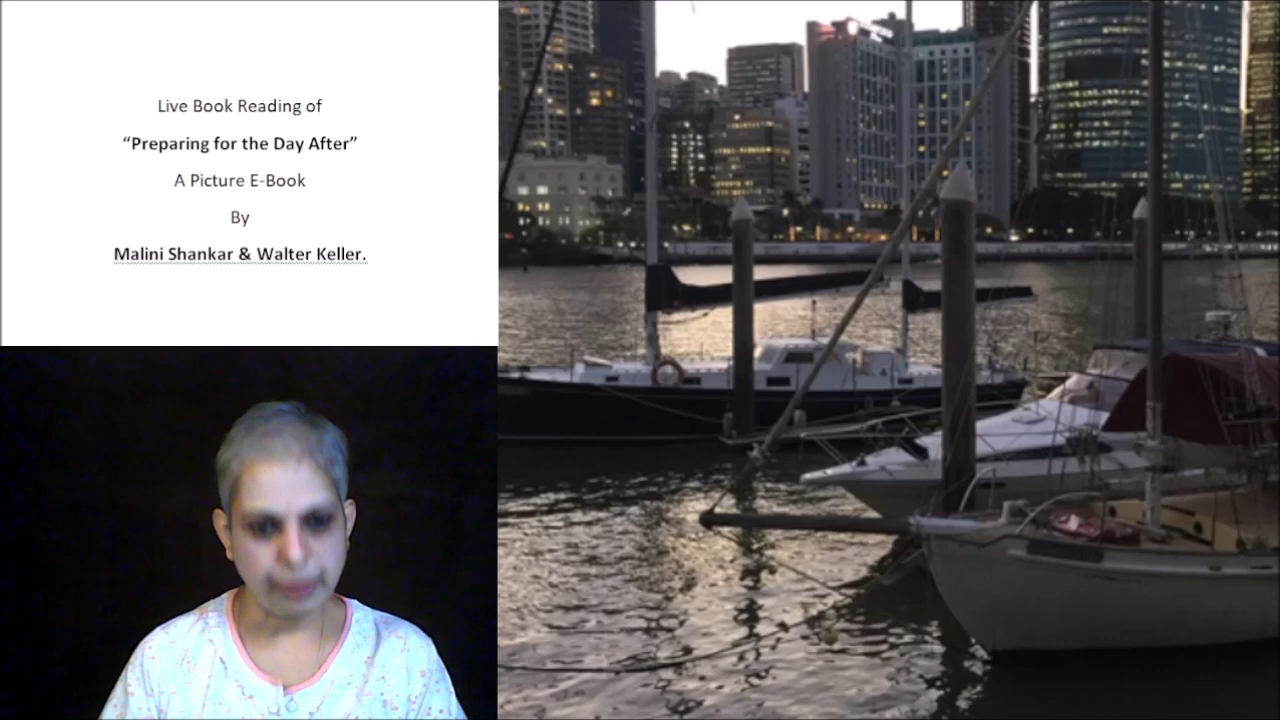 Live Book Reading of
“Preparing for the Day After”
A Picture E-Book
By
Malini Shankar & Walter Keller.